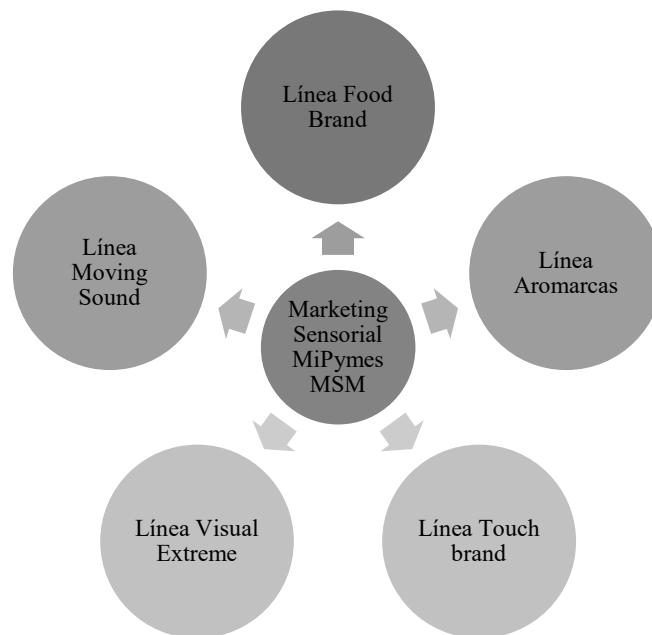 Línea Food
Brand
Línea
Moving
Sound
Línea
Aromarcas
Marketing
Sensorial
MiPymes
MSM
Línea Visual
Extreme
Línea Touch
brand